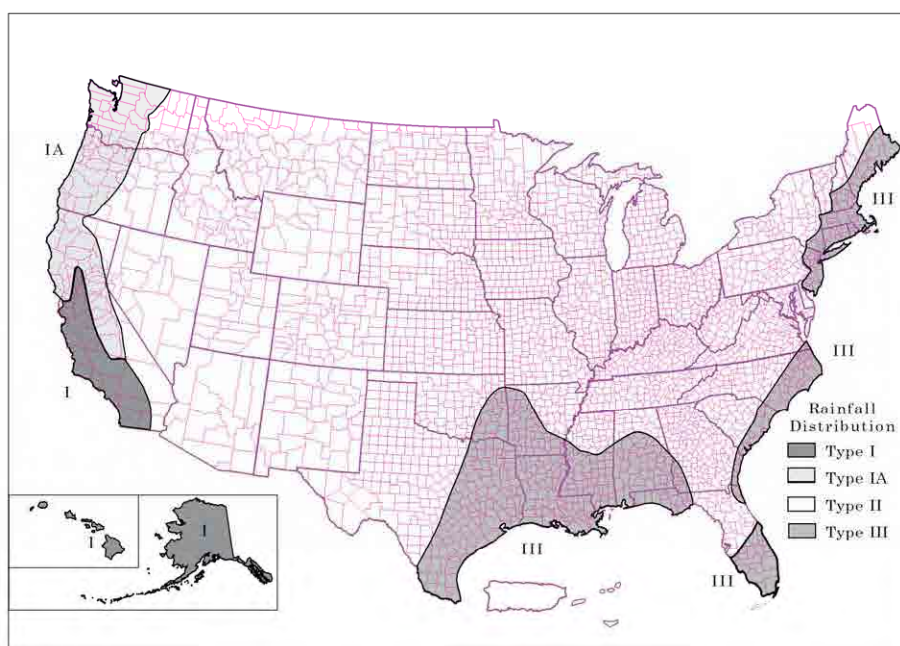 IA
III
III
I
Rainfall
Distribution
Type I
Type IA
Type II
Type III
I
I
III
III